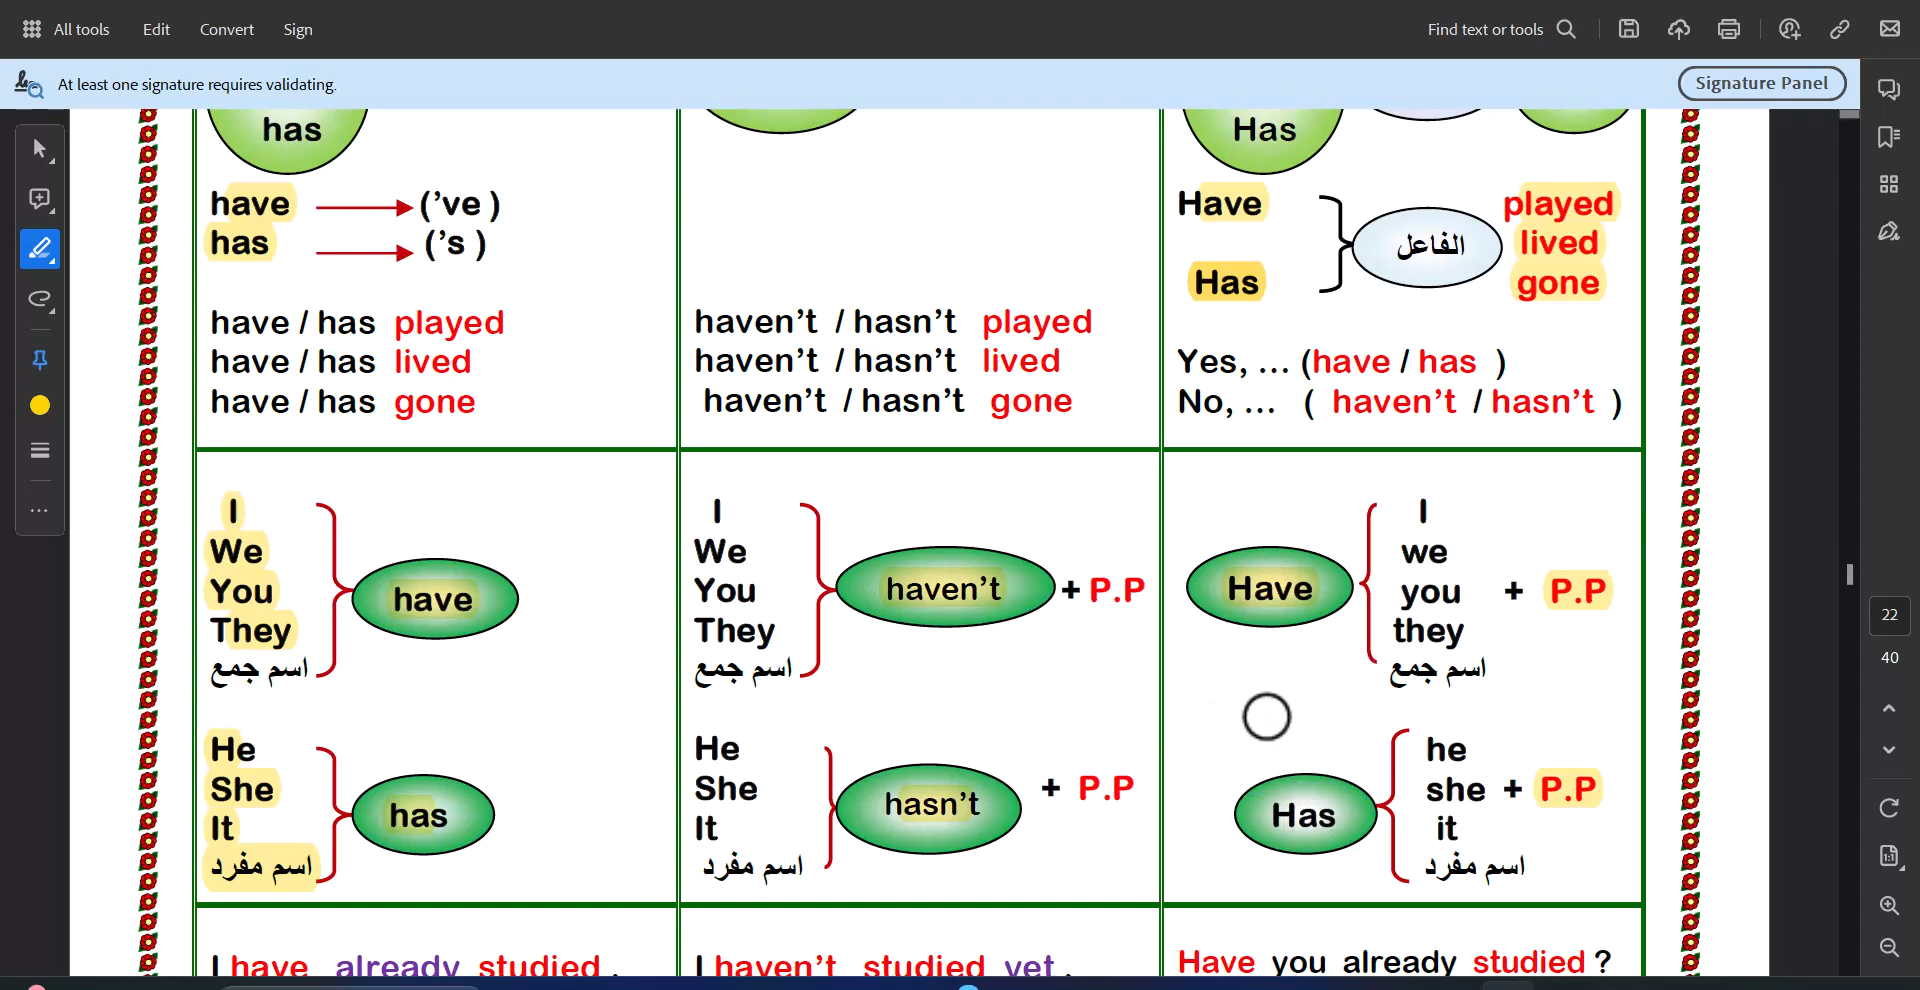 All tools Edit Convert Sign Find text or tools
At least one signature requires validating. Signature Panel
has
have (’ve )
has (’s )
have / has played
have / has lived
have / has gone
haven’t / hasn’t played
haven’t / hasn’t lived
haven’t / hasn’t gone
Has
Have
Has
الفاعل
played
lived
gone
Yes, … (have / has )
No, … ( haven’t / hasn’t )
I
We
You
They
اسم جمع
have
He
She
It
اسم مفرد
has
I
We
You
They
اسم جمع
haven’t + P.P
He
She
It
اسم مفرد
hasn’t + P.P
Have
I
we
you + P.P
they
اسم جمع
Has
he
she + P.P
it
اسم مفرد
I have already studied .
I haven’t studied yet .
Have you already studied ?
22
40